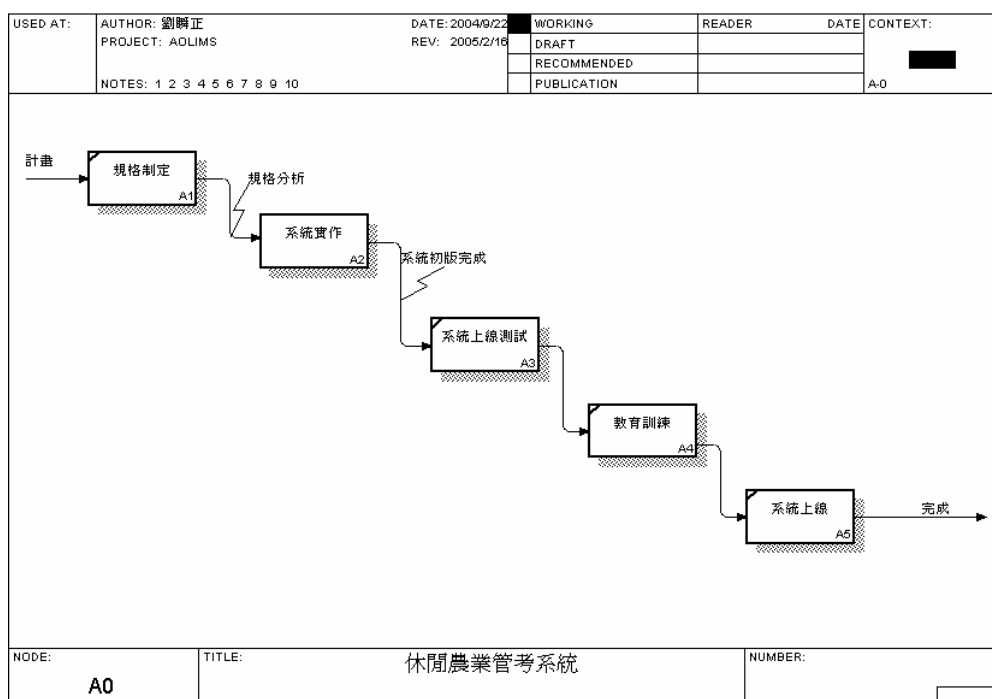 USED AT:
AUTHOR: 劉瞬正
DATE: 2004/9/22
WORKING
READER
DATE
CONTEXT:
PROJECT: AOLIMS
REV: 2005/2/16
DRAFT
RECOMMENDED
NOTES: 1 2 3 4 5 6 7 8 9 10
PUBLICATION
A-0
計畫
規格制定
A1
規格分析
系統實作
A2
系統初版完成
系統上線測試
A3
教育訓練
A4
系統上線
完成
A5
NODE:
TITLE:
休閒農業管考系統
NUMBER:
A0